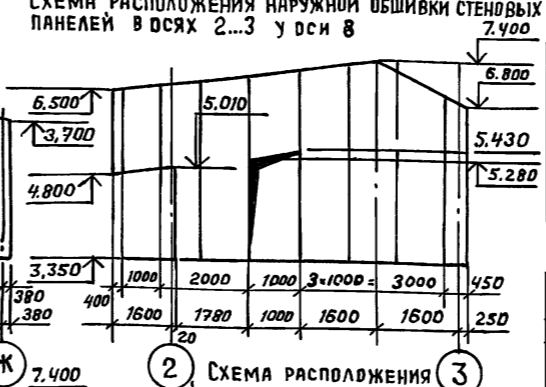 СХЕМА РАСПОЛОЖЕНИЯ НАРУЖНОЙ ОБШИВКИ СТЕНОВЫХ
ПАНЕЛЕЙ В ОСЯХ 2...3 У ОСИ 8
7.400
6.500
6.800
3,700
5.010
5.430
4.800
5.280
3,350
1000 2000 1000 3×1000= 3000 450
380 400
380 1600 1780 1000 1600 1600 250
20
Ж 7.400 2 СХЕМА РАСПОЛОЖЕНИЯ 3